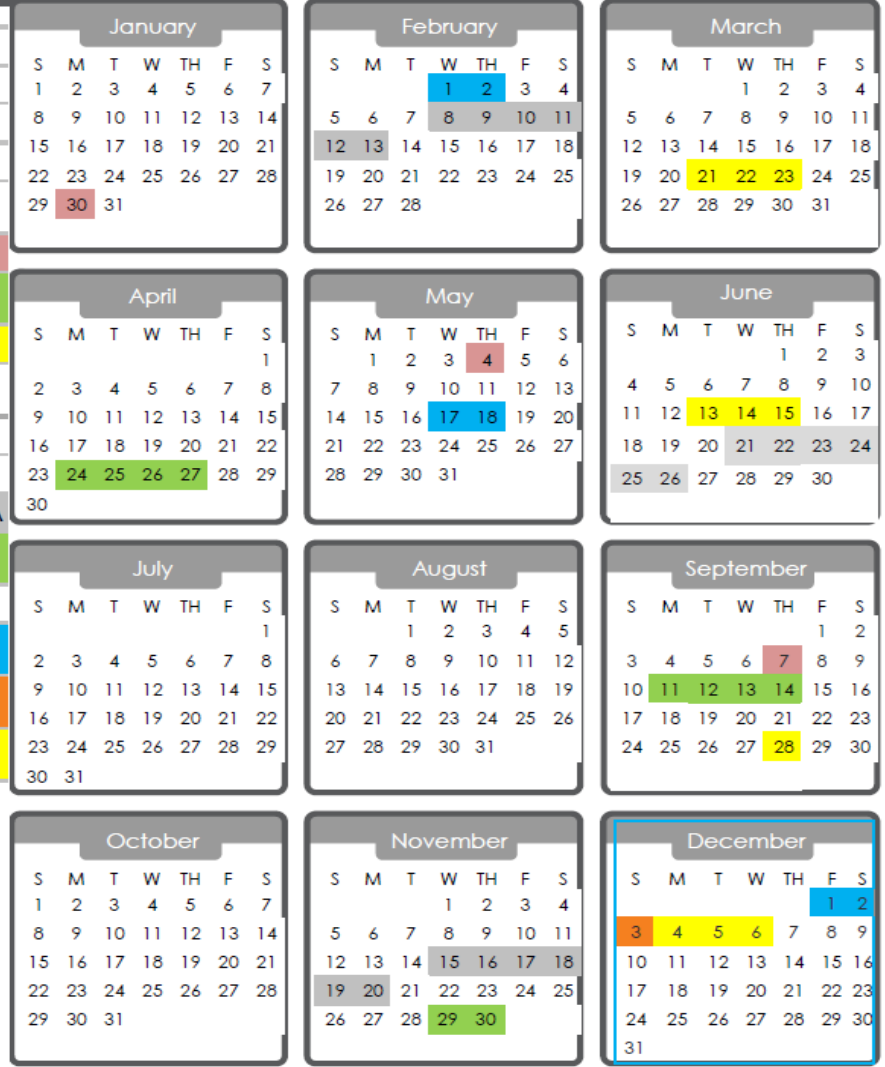 January February March
S M T W TH F S S M T W TH F S S M T W TH F S
1 2 3 4 5 6 7 1 2 3 4 1 2 3 4
8 9 10 11 12 13 14 5 6 7 8 9 10 11 5 6 7 8 9 10 11
15 16 17 18 19 20 21 12 13 14 15 16 17 18 12 13 14 15 16 17 18
22 23 24 25 26 27 28 19 20 21 22 23 24 25 19 20 21 22 23 24 25
29 30 31 26 27 28 26 27 28 29 30 31
April May June
S M T W TH F S S M T W TH F S S M T W TH F S
1 1 2 3 4 5 6 1 2 3
2 3 4 5 6 7 8 7 8 9 10 11 12 13 4 5 6 7 8 9 10
9 10 11 12 13 14 15 14 15 16 17 18 19 20 11 12 13 14 15 16 17
16 17 18 19 20 21 22 21 22 23 24 25 26 27 18 19 20 21 22 23 24
23 24 25 26 27 28 29 28 29 30 31 25 26 27 28 29 30
30
July August September
S M T W TH F S S M T W TH F S S M T W TH F S
1 1 2 3 4 5 1 2
2 3 4 5 6 7 8 6 7 8 9 10 11 12 3 4 5 6 7 8 9
9 10 11 12 13 14 15 13 14 15 16 17 18 19 10 11 12 13 14 15 16
16 17 18 19 20 21 22 20 21 22 23 24 25 26 17 18 19 20 21 22 23
23 24 25 26 27 28 29 27 28 29 30 31 24 25 26 27 28 29 30
30 31
October November December
S M T W TH F S S M T W TH F S S M T W TH F S
1 2 3 4 5 6 7 1 2 3 4 1 2
8 9 10 11 12 13 14 5 6 7 8 9 10 11 3 4 5 6 7 8 9
15 16 17 18 19 20 21 12 13 14 15 16 17 18 10 11 12 13 14 15 16
22 23 24 25 26 27 28 19 20 21 22 23 24 25 17 18 19 20 21 22 23
29 30 31 26 27 28 29 30 24 25 26 27 28 29 30
31